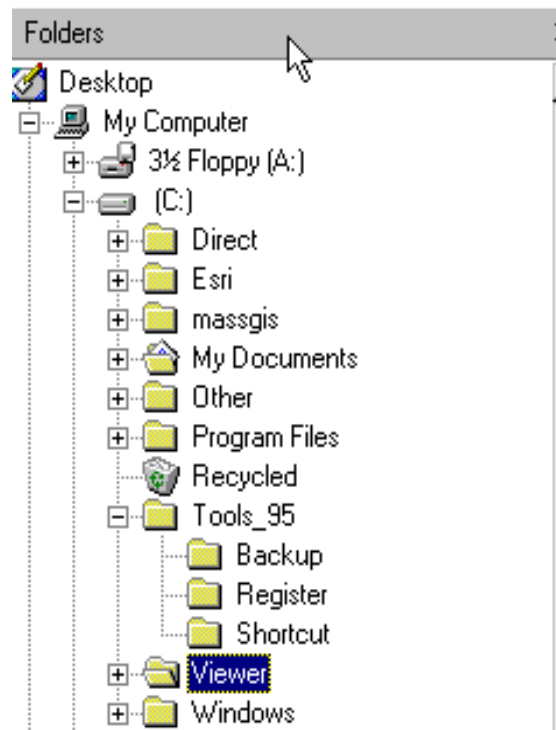 Folders
Desktop
My Computer
3½ Floppy (A:)
(C:)
Direct
Esri
massgis
My Documents
Other
Program Files
Recycled
Tools_95
Backup
Register
Shortcut
Viewer
Windows